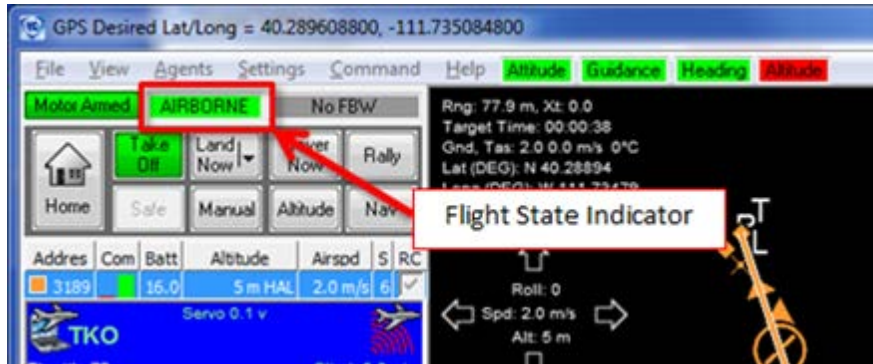 GPS Desired Lat/Long = 40.289608800, -111.735084800
File View Agents Settings Command Help Attitude Guidance Heading Altitude
Motor Armed AIRBORNE No FBW
Rng: 77.9 m, Xt: 0.0
Target Time: 00:00:38
Gnd, Tas: 2.0 0.0 m/s 0°C
Lat (DEG): N 40.28894
Take Off Land Now Now Rally
Home Safe Manual Altitude Nav
Flight State Indicator
T
L
Addres Com Batt Altitude Airspd S RC
3189 16.0 5 m HAL 2.0 m/s 6
Roll: 0
Spd: 2.0 m/s
Alt: 5 m
Servo 0.1 v
TKO